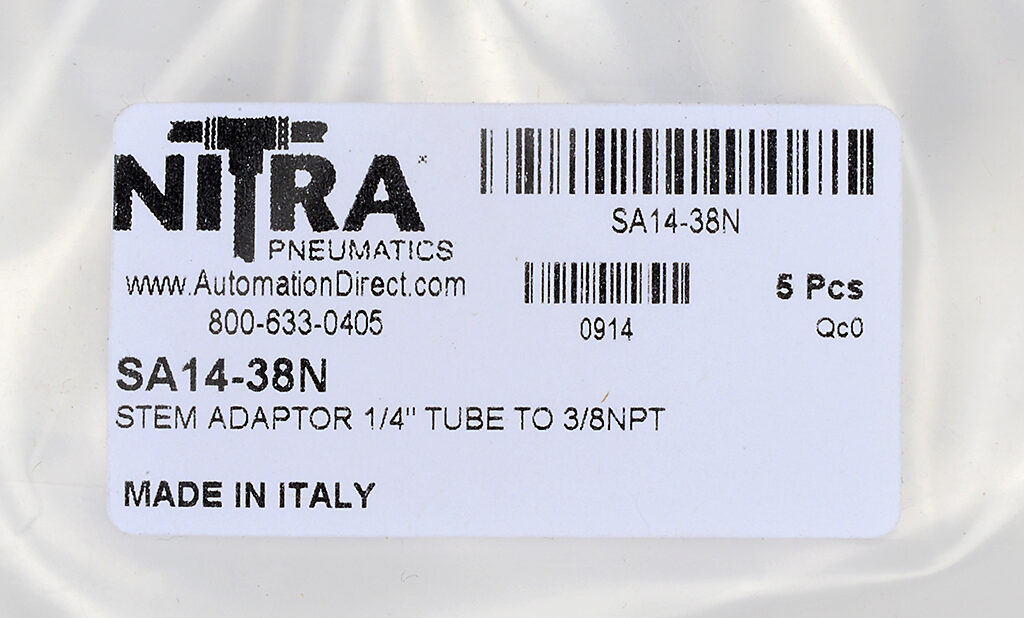 NITRA
PNEUMATICS
www.AutomationDirect.com
800-633-0405
SA14-38N
0914
5 Pcs
Qc0
SA14-38N
STEM ADAPTOR 1/4" TUBE TO 3/8NPT
MADE IN ITALY